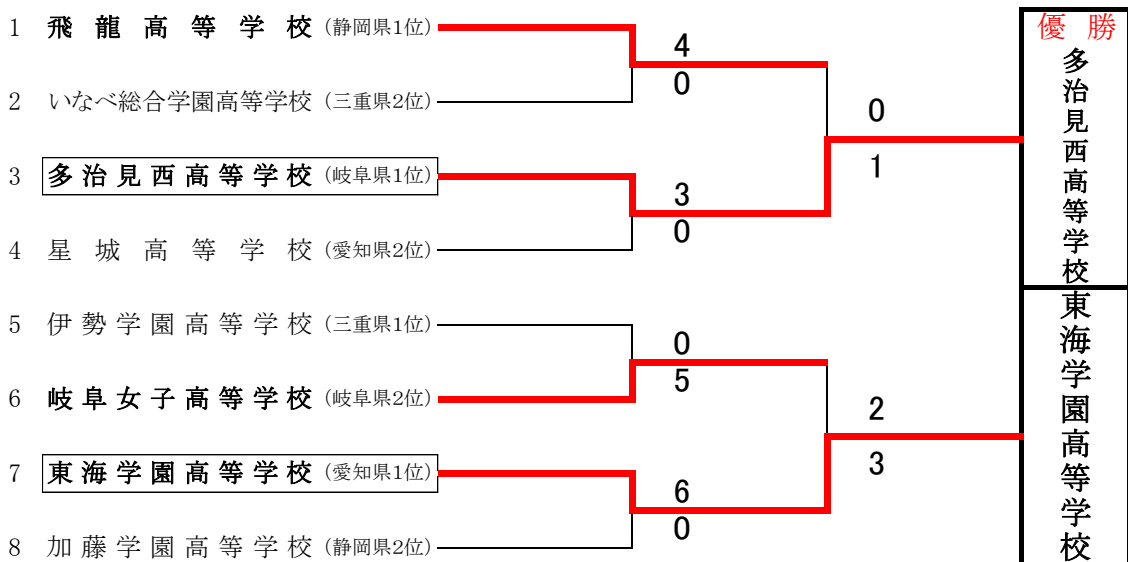 1 飛龍高等学校 (静岡県1位)
2 いなべ総合学園高等学校 (三重県2位)
3 多治見西高等学校 (岐阜県1位)
4 星城高等学校 (愛知県2位)
5 伊勢学園高等学校 (三重県1位)
6 岐阜女子高等学校 (岐阜県2位)
7 東海学園高等学校 (愛知県1位)
8 加藤学園高等学校 (静岡県2位)
4
0
3
0
0
5
6
0
0
1
2
3
優勝
多治見西高等学校
東海学園高等学校